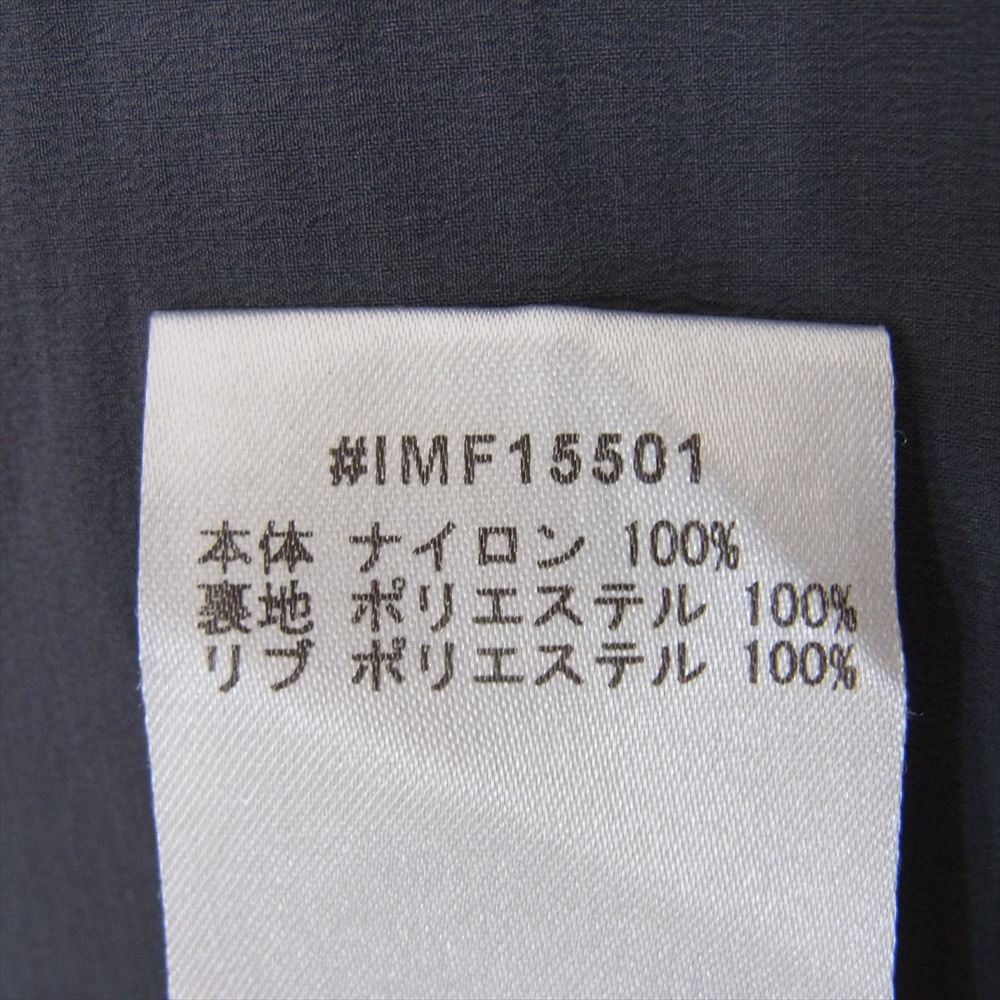 #IMF15501
本体 ナイロン 100%
裏地 ポリエステル 100%
リブ ポリエステル 100%